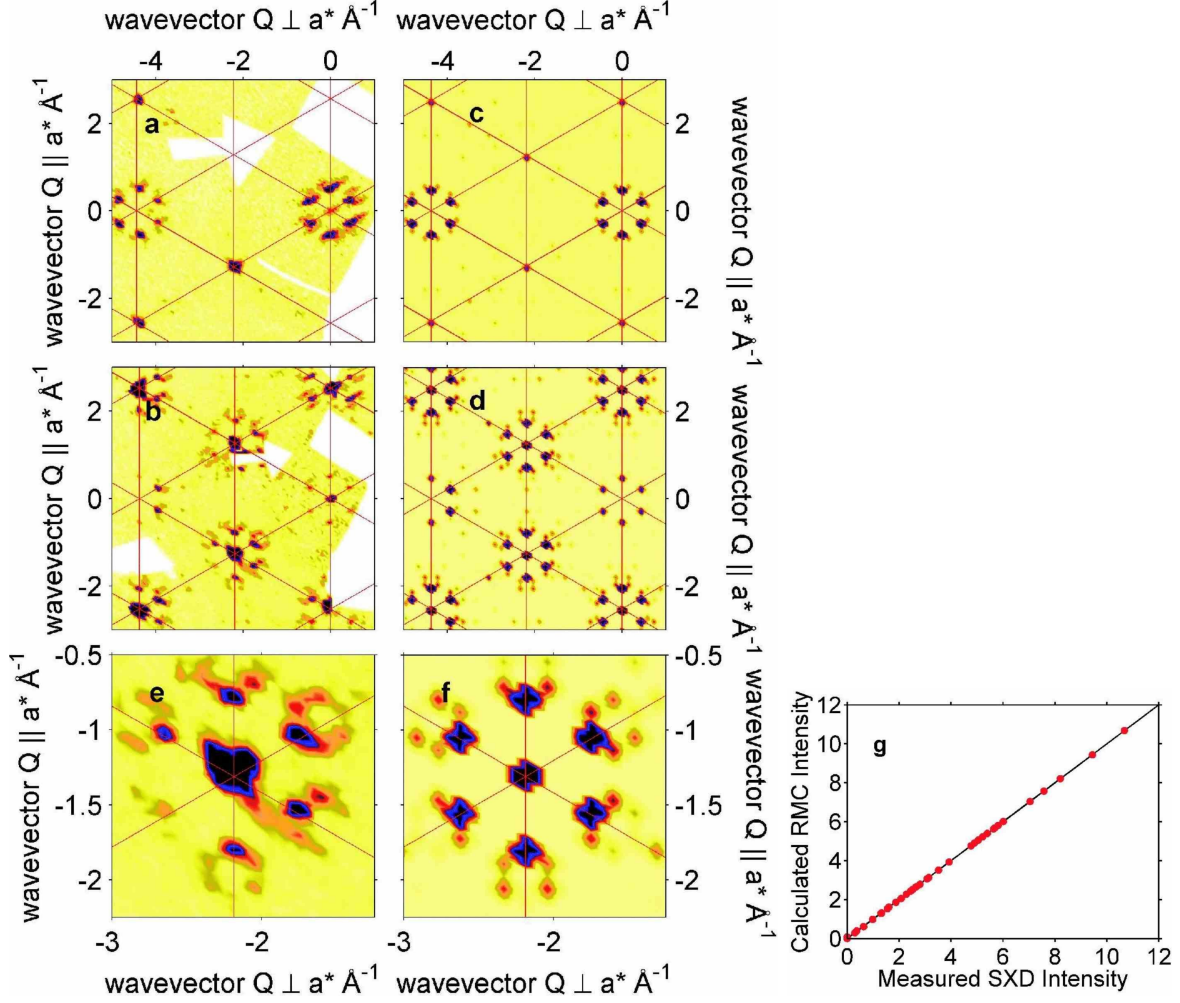 wavevector Q ⊥ a* Å-1
wavevector Q ⊥ a* Å-1
-4 -2 0
-4 -2 0
wavevector Q || a* Å-1
2
0
-2
a
c
2
0
-2
wavevector Q || a* Å-1
wavevector Q || a* Å-1
2
0
-2
b
d
2
0
-2
wavevector Q || a* Å-1
wavevector Q || a* Å-1
-0.5
-1
-1.5
-2
e
f
-0.5
-1
-1.5
-2
wavevector Q || a* Å-1
-3 -2
-3 -2
wavevector Q ⊥ a* Å-1
wavevector Q ⊥ a* Å-1
Calculated RMC Intensity
12
10
8
6
4
2
0
g
0 2 4 6 8 10 12
Measured SXD Intensity